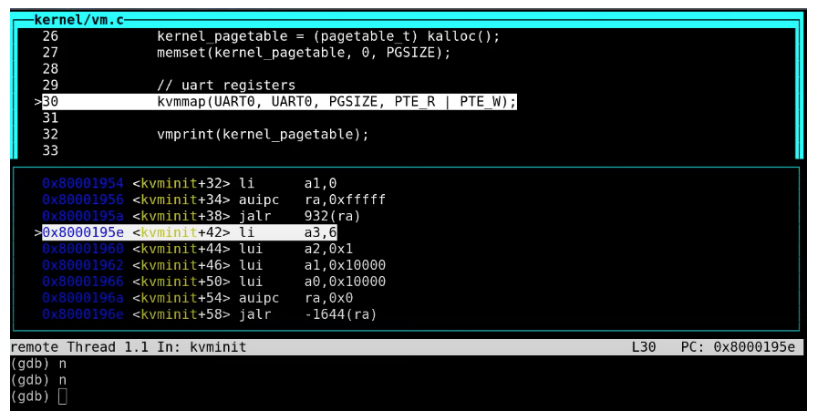 kernel/vm.c
26 kernel_pagetable = (pagetable_t) kalloc();
27 memset(kernel_pagetable, 0, PGSIZE);
28
29 // uart registers
>30 kvmmap(UART0, UART0, PGSIZE, PTE_R | PTE_W);
31
32 vmprint(kernel_pagetable);
33
0x80001954 <kvminit+32> li a1,0
0x80001956 <kvminit+34> auipc ra,0xfffff
0x8000195a <kvminit+38> jalr 932(ra)
>0x8000195e <kvminit+42> li a3,6
0x80001960 <kvminit+44> lui a2,0x1
0x80001962 <kvminit+46> lui a1,0x10000
0x80001966 <kvminit+50> lui a0,0x10000
0x8000196a <kvminit+54> auipc ra,0x0
0x8000196e <kvminit+58> jalr -1644(ra)
remote Thread 1.1 In: kvminit L30 PC: 0x8000195e
(gdb) n
(gdb) n
(gdb)